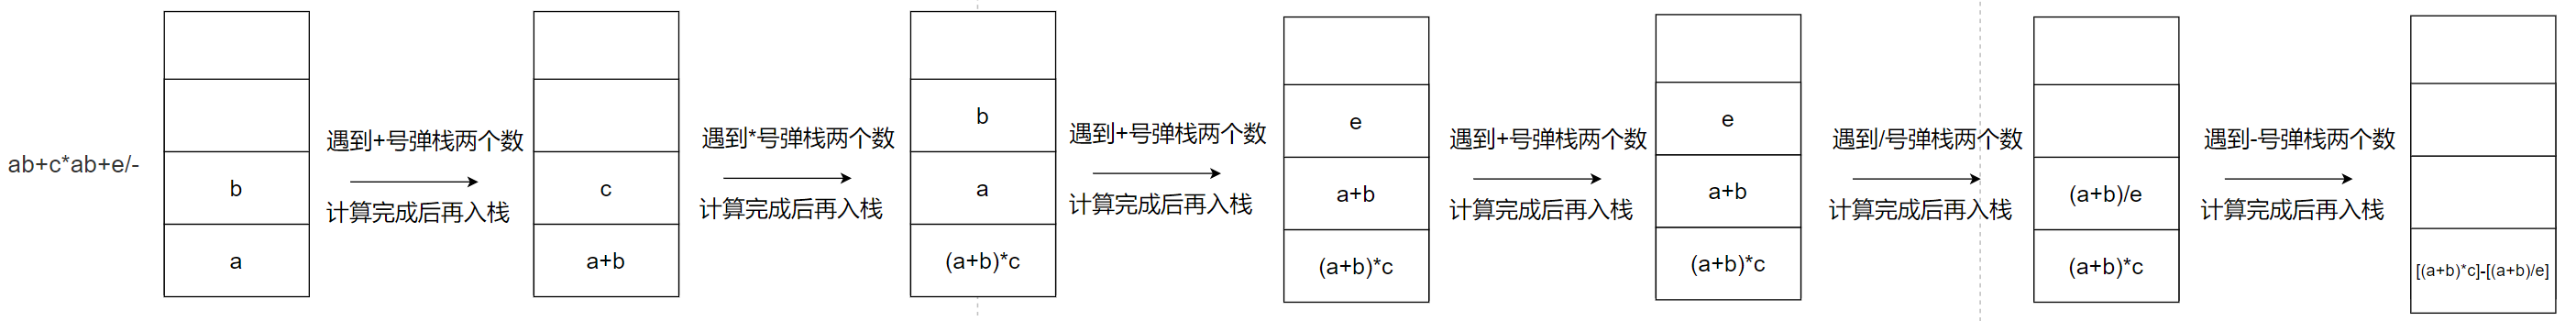 ab+c*ab+e/-
b
a
遇到+号弹栈两个数
计算完成后再入栈
c
a+b
遇到*号弹栈两个数
计算完成后再入栈
b
a
(a+b)*c
遇到+号弹栈两个数
计算完成后再入栈
e
a+b
(a+b)*c
遇到+号弹栈两个数
计算完成后再入栈
e
a+b
(a+b)*c
遇到/号弹栈两个数
计算完成后再入栈
(a+b)/e
(a+b)*c
遇到-号弹栈两个数
计算完成后再入栈
[(a+b)*c]-[(a+b)/e]